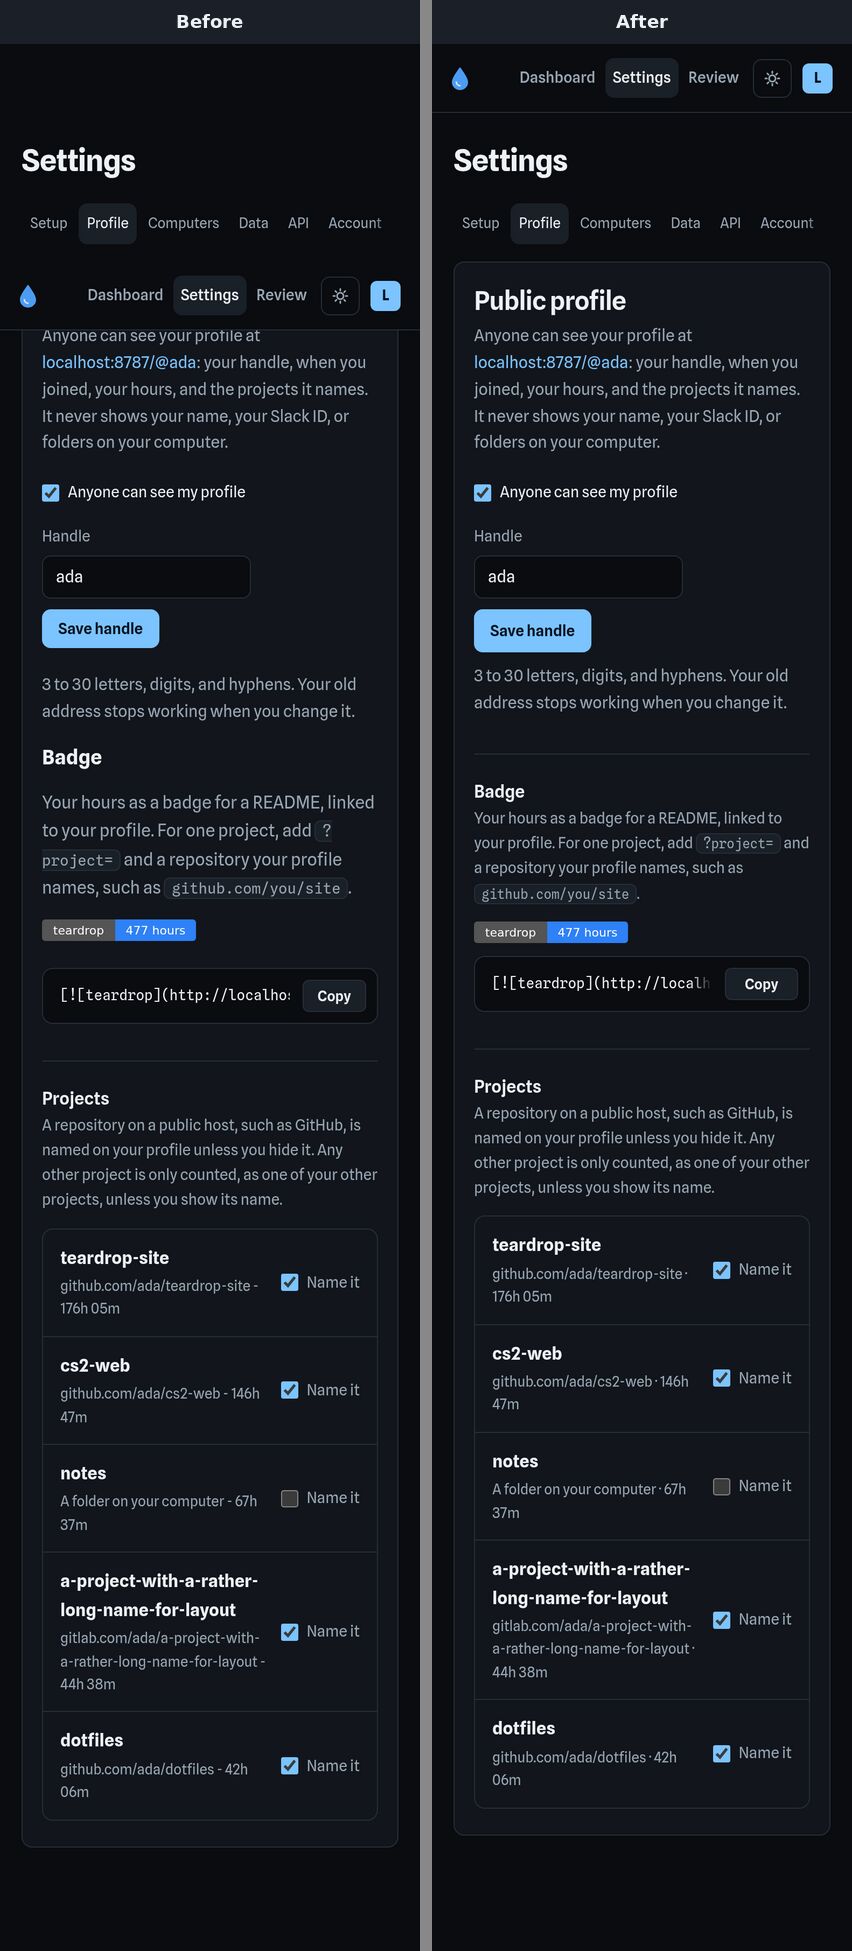 Before
Settings
Setup Profile Computers Data API Account
Dashboard Settings Review L
Anyone can see your profile at
localhost:8787/@ada: your handle, when you
joined, your hours, and the projects it names.
It never shows your name, your Slack ID, or
folders on your computer.
Anyone can see my profile
Handle
ada
Save handle
3 to 30 letters, digits, and hyphens. Your old
address stops working when you change it.
Badge
Your hours as a badge for a README, linked
to your profile. For one project, add ?
project= and a repository your profile
names, such as github.com/you/site.
teardrop 477 hours
[![teardrop](http://localhos Copy
Projects
A repository on a public host, such as GitHub, is
named on your profile unless you hide it. Any
other project is only counted, as one of your other
projects, unless you show its name.
teardrop-site
github.com/ada/teardrop-site -
176h 05m
Name it
cs2-web
github.com/ada/cs2-web - 146h
47m
Name it
notes
A folder on your computer - 67h
37m
Name it
a-project-with-a-rather-
long-name-for-layout
gitlab.com/ada/a-project-with-
a-rather-long-name-for-layout -
44h 38m
Name it
dotfiles
github.com/ada/dotfiles - 42h
06m
Name it
After
Dashboard Settings Review L
Settings
Setup Profile Computers Data API Account
Public profile
Anyone can see your profile at
localhost:8787/@ada: your handle, when you
joined, your hours, and the projects it names.
It never shows your name, your Slack ID, or
folders on your computer.
Anyone can see my profile
Handle
ada
Save handle
3 to 30 letters, digits, and hyphens. Your old
address stops working when you change it.
Badge
Your hours as a badge for a README, linked to
your profile. For one project, add ?project= and
a repository your profile names, such as
github.com/you/site.
teardrop 477 hours
[![teardrop](http://localh Copy
Projects
A repository on a public host, such as GitHub, is
named on your profile unless you hide it. Any
other project is only counted, as one of your other
projects, unless you show its name.
teardrop-site
github.com/ada/teardrop-site ·
176h 05m
Name it
cs2-web
github.com/ada/cs2-web · 146h
47m
Name it
notes
A folder on your computer · 67h
37m
Name it
a-project-with-a-rather-
long-name-for-layout
gitlab.com/ada/a-project-with-
a-rather-long-name-for-layout ·
44h 38m
Name it
dotfiles
github.com/ada/dotfiles · 42h
06m
Name it